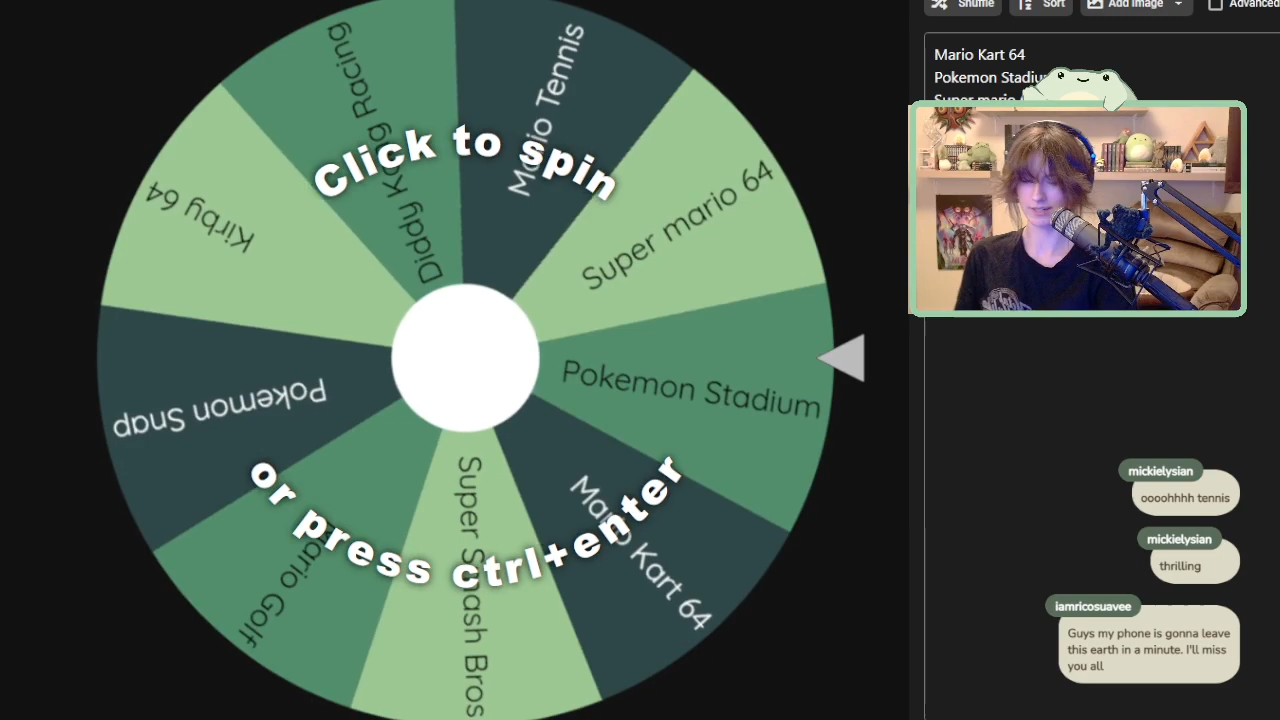 Shuffle
Sort
Add Image
Advanced
Mario Kart 64
Pokemon Stadiu
Super mario
Click to spin
or press ctrl+enter
Mario Tennis
Super mario 64
Pokemon Stadium
Mario Kart 64
Super Smash Bros
Mario Golf
Pokemon Snap
Kirby 64
Diddy Kong Racing
mickielysian
oooohhhh tennis
mickielysian
thrilling
iamricosuavee
Guys my phone is gonna leave
this earth in a minute. I'll miss
you all